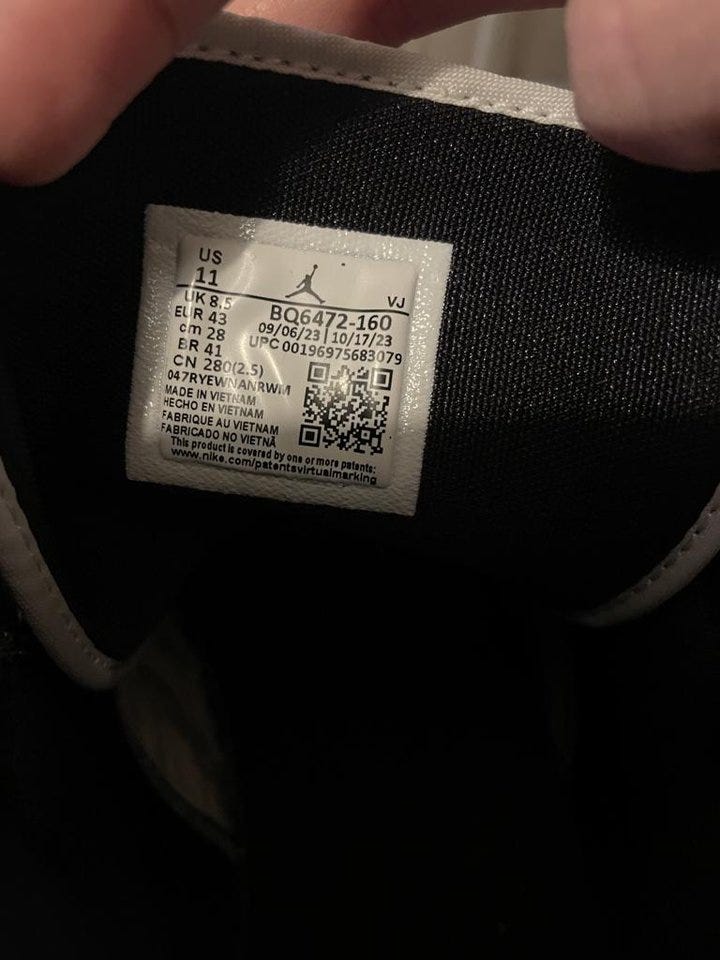 US
11
UK 8.5
EUR 43
cm 28
BR 41
CN 280(2.5)
VJ
BQ6472-160
09/06/23 | 10/17/23
UPC 00196975683079
047RYEWNANRWM
MADE IN VIETNAM
HECHO EN VIETNAM
FABRIQUE AU VIETNAM
FABRICADO NO VIETNÃ
This product is covered by one or more patents:
www.nike.com/patentsvirtualmarking